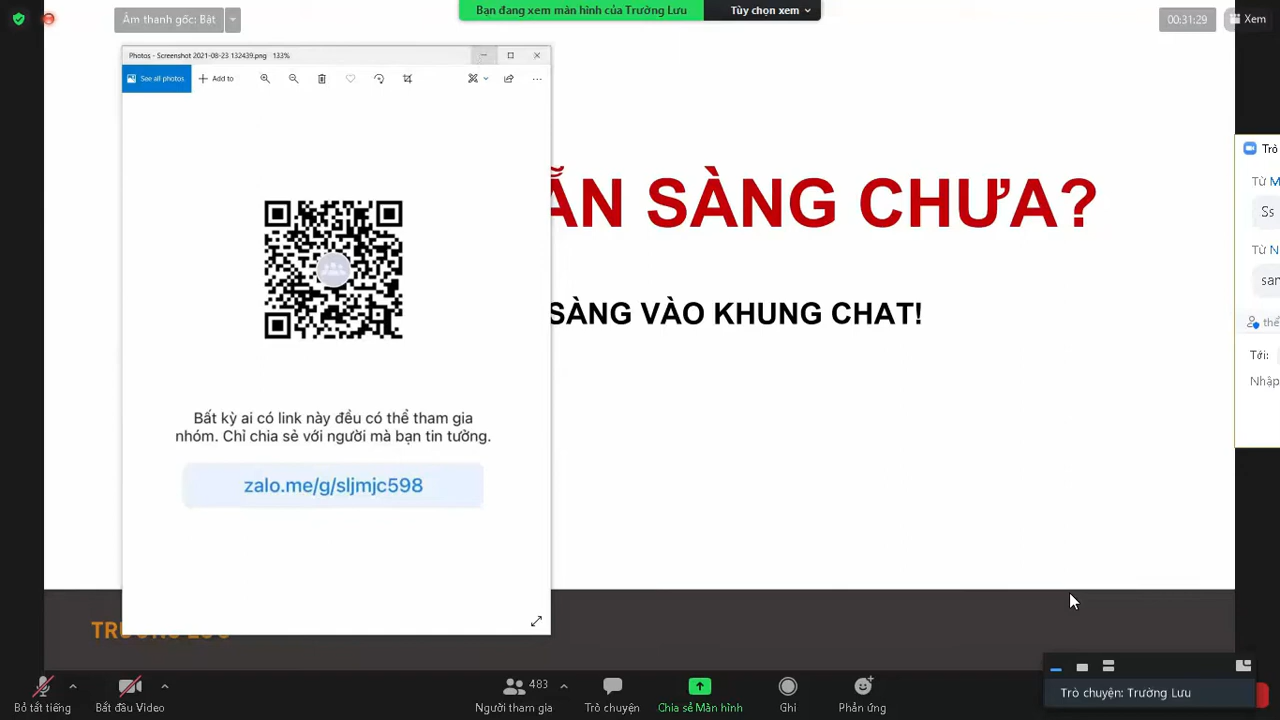 Âm thanh gốc: Bật
Bạn đang xem màn hình của Trường Lưu
Tùy chọn xem
00:31:29
Xem
Photos - Screenshot 2021-08-23 132439.png 133%
See all photos
Add to
ẴN SÀNG CHƯA?
SÀNG VÀO KHUNG CHAT!
Bất kỳ ai có link này đều có thể tham gia
nhóm. Chỉ chia sẻ với người mà bạn tin tưởng.
zalo.me/g/sljmjc598
Trò
Từ M
Ss
Từ N
san
thể
Tới:
Nhập
Trò chuyện: Trường Lưu
483
Bỏ tắt tiếng
Bắt đầu Video
Người tham gia
Trò chuyện
Chia sẻ Màn hình
Ghi
Phản ứng